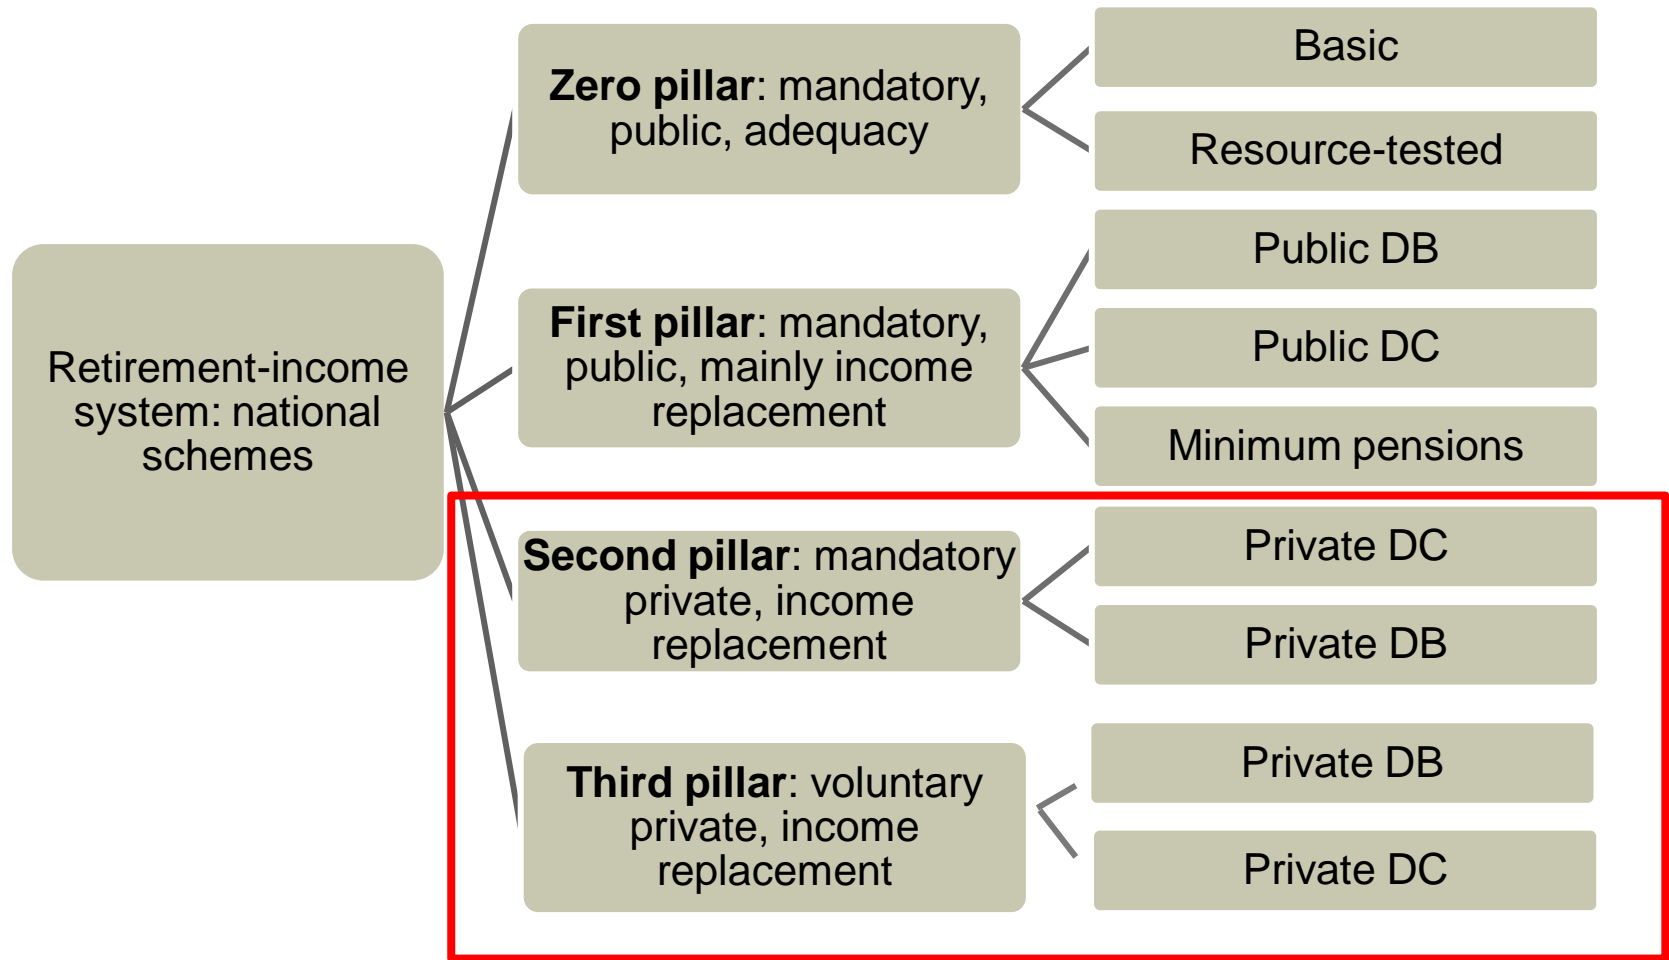 Retirement-income
system: national
schemes
Zero pillar: mandatory,
public, adequacy
Basic
Resource-tested
First pillar: mandatory,
public, mainly income
replacement
Public DB
Public DC
Minimum pensions
Second pillar: mandatory
private, income
replacement
Private DC
Private DB
Third pillar: voluntary
private, income
replacement
Private DB
Private DC